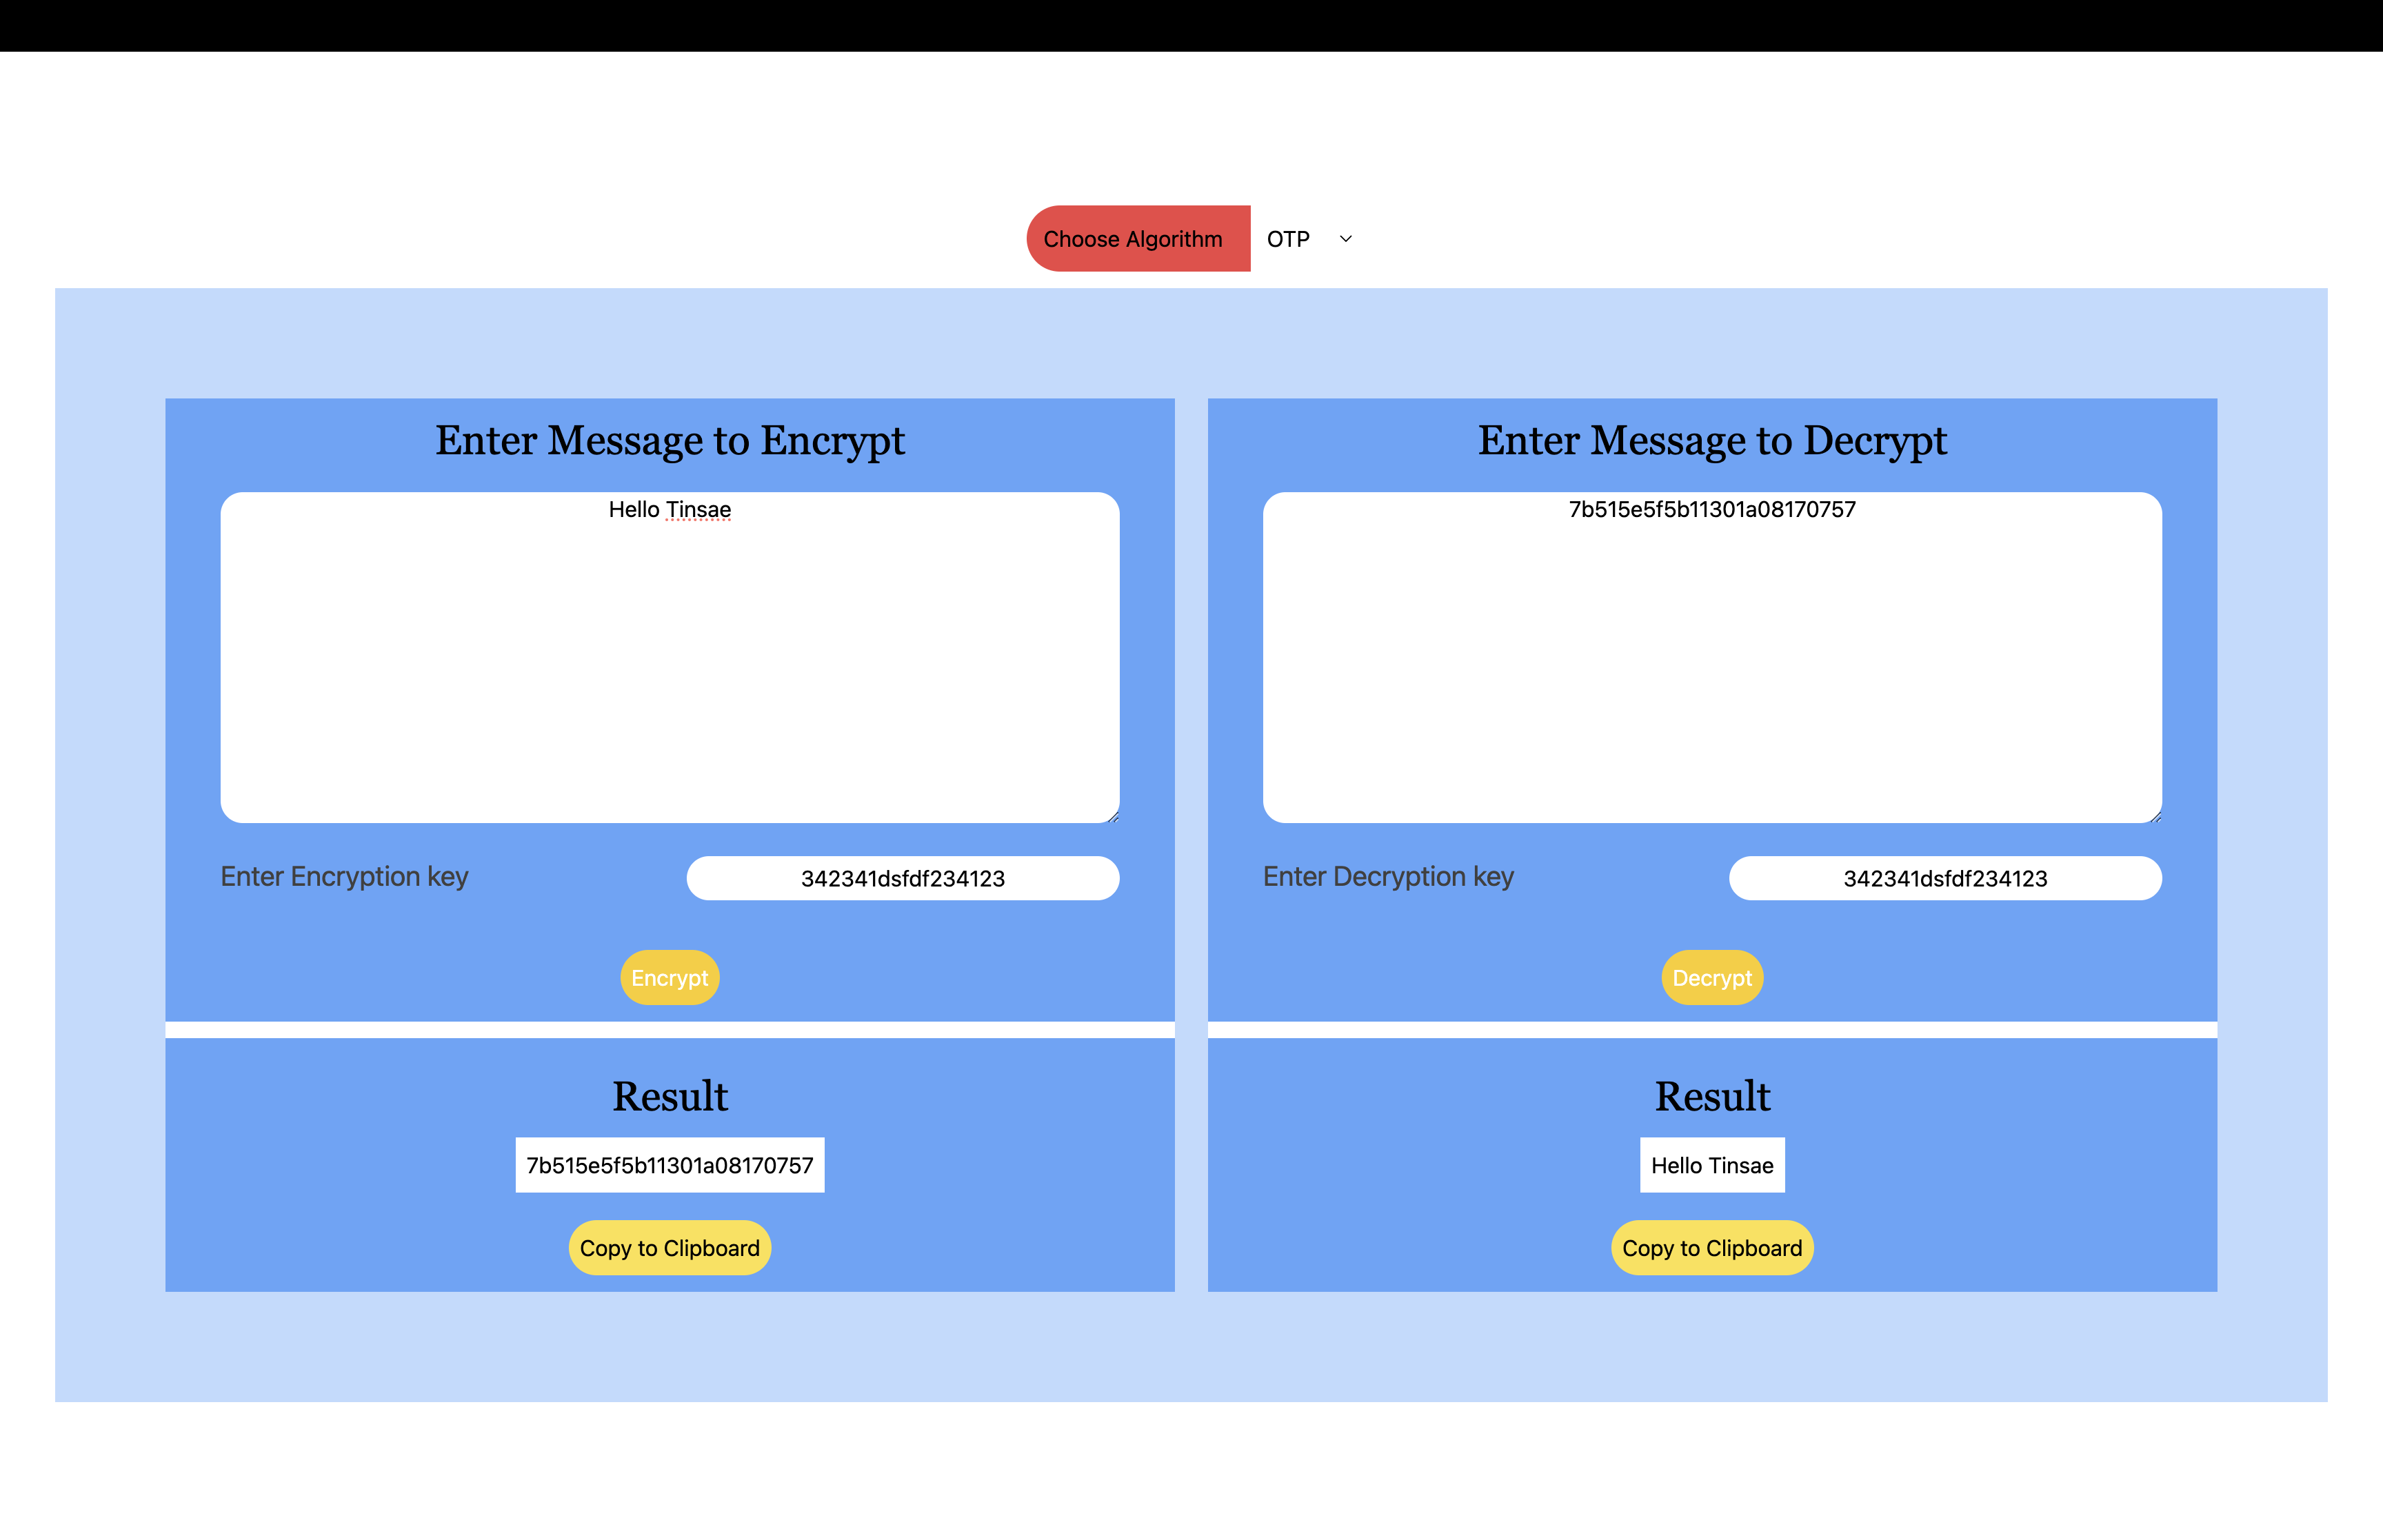 Choose Algorithm OTP
Enter Message to Encrypt
Hello Tinsae
Enter Encryption key 342341dsfdf234123
Encrypt
Result
7b515e5f5b11301a08170757
Copy to Clipboard
Enter Message to Decrypt
7b515e5f5b11301a08170757
Enter Decryption key 342341dsfdf234123
Decrypt
Result
Hello Tinsae
Copy to Clipboard